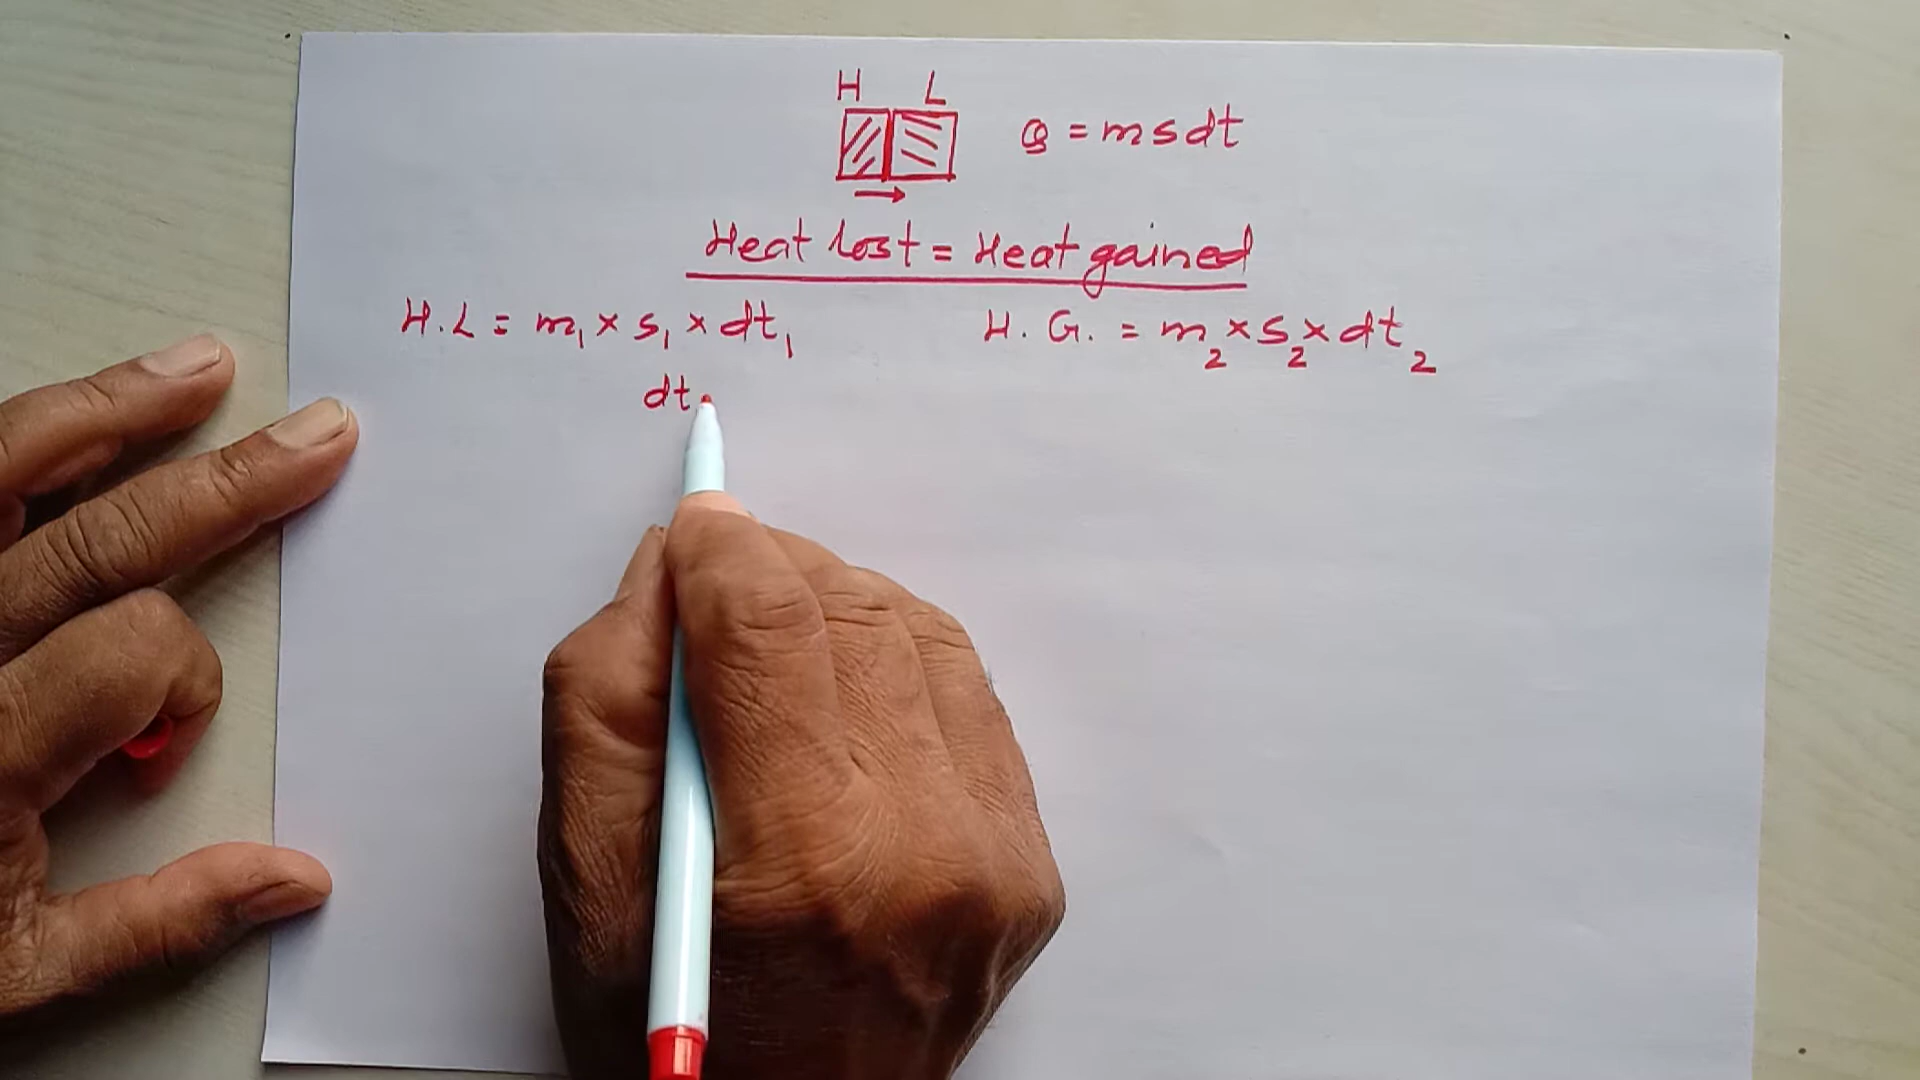 H L
Q = msdt
Heat lost = Heat gained
H.L = m₁ × s₁ × dt₁
H. G. = m₂ × s₂ × dt₂
dt